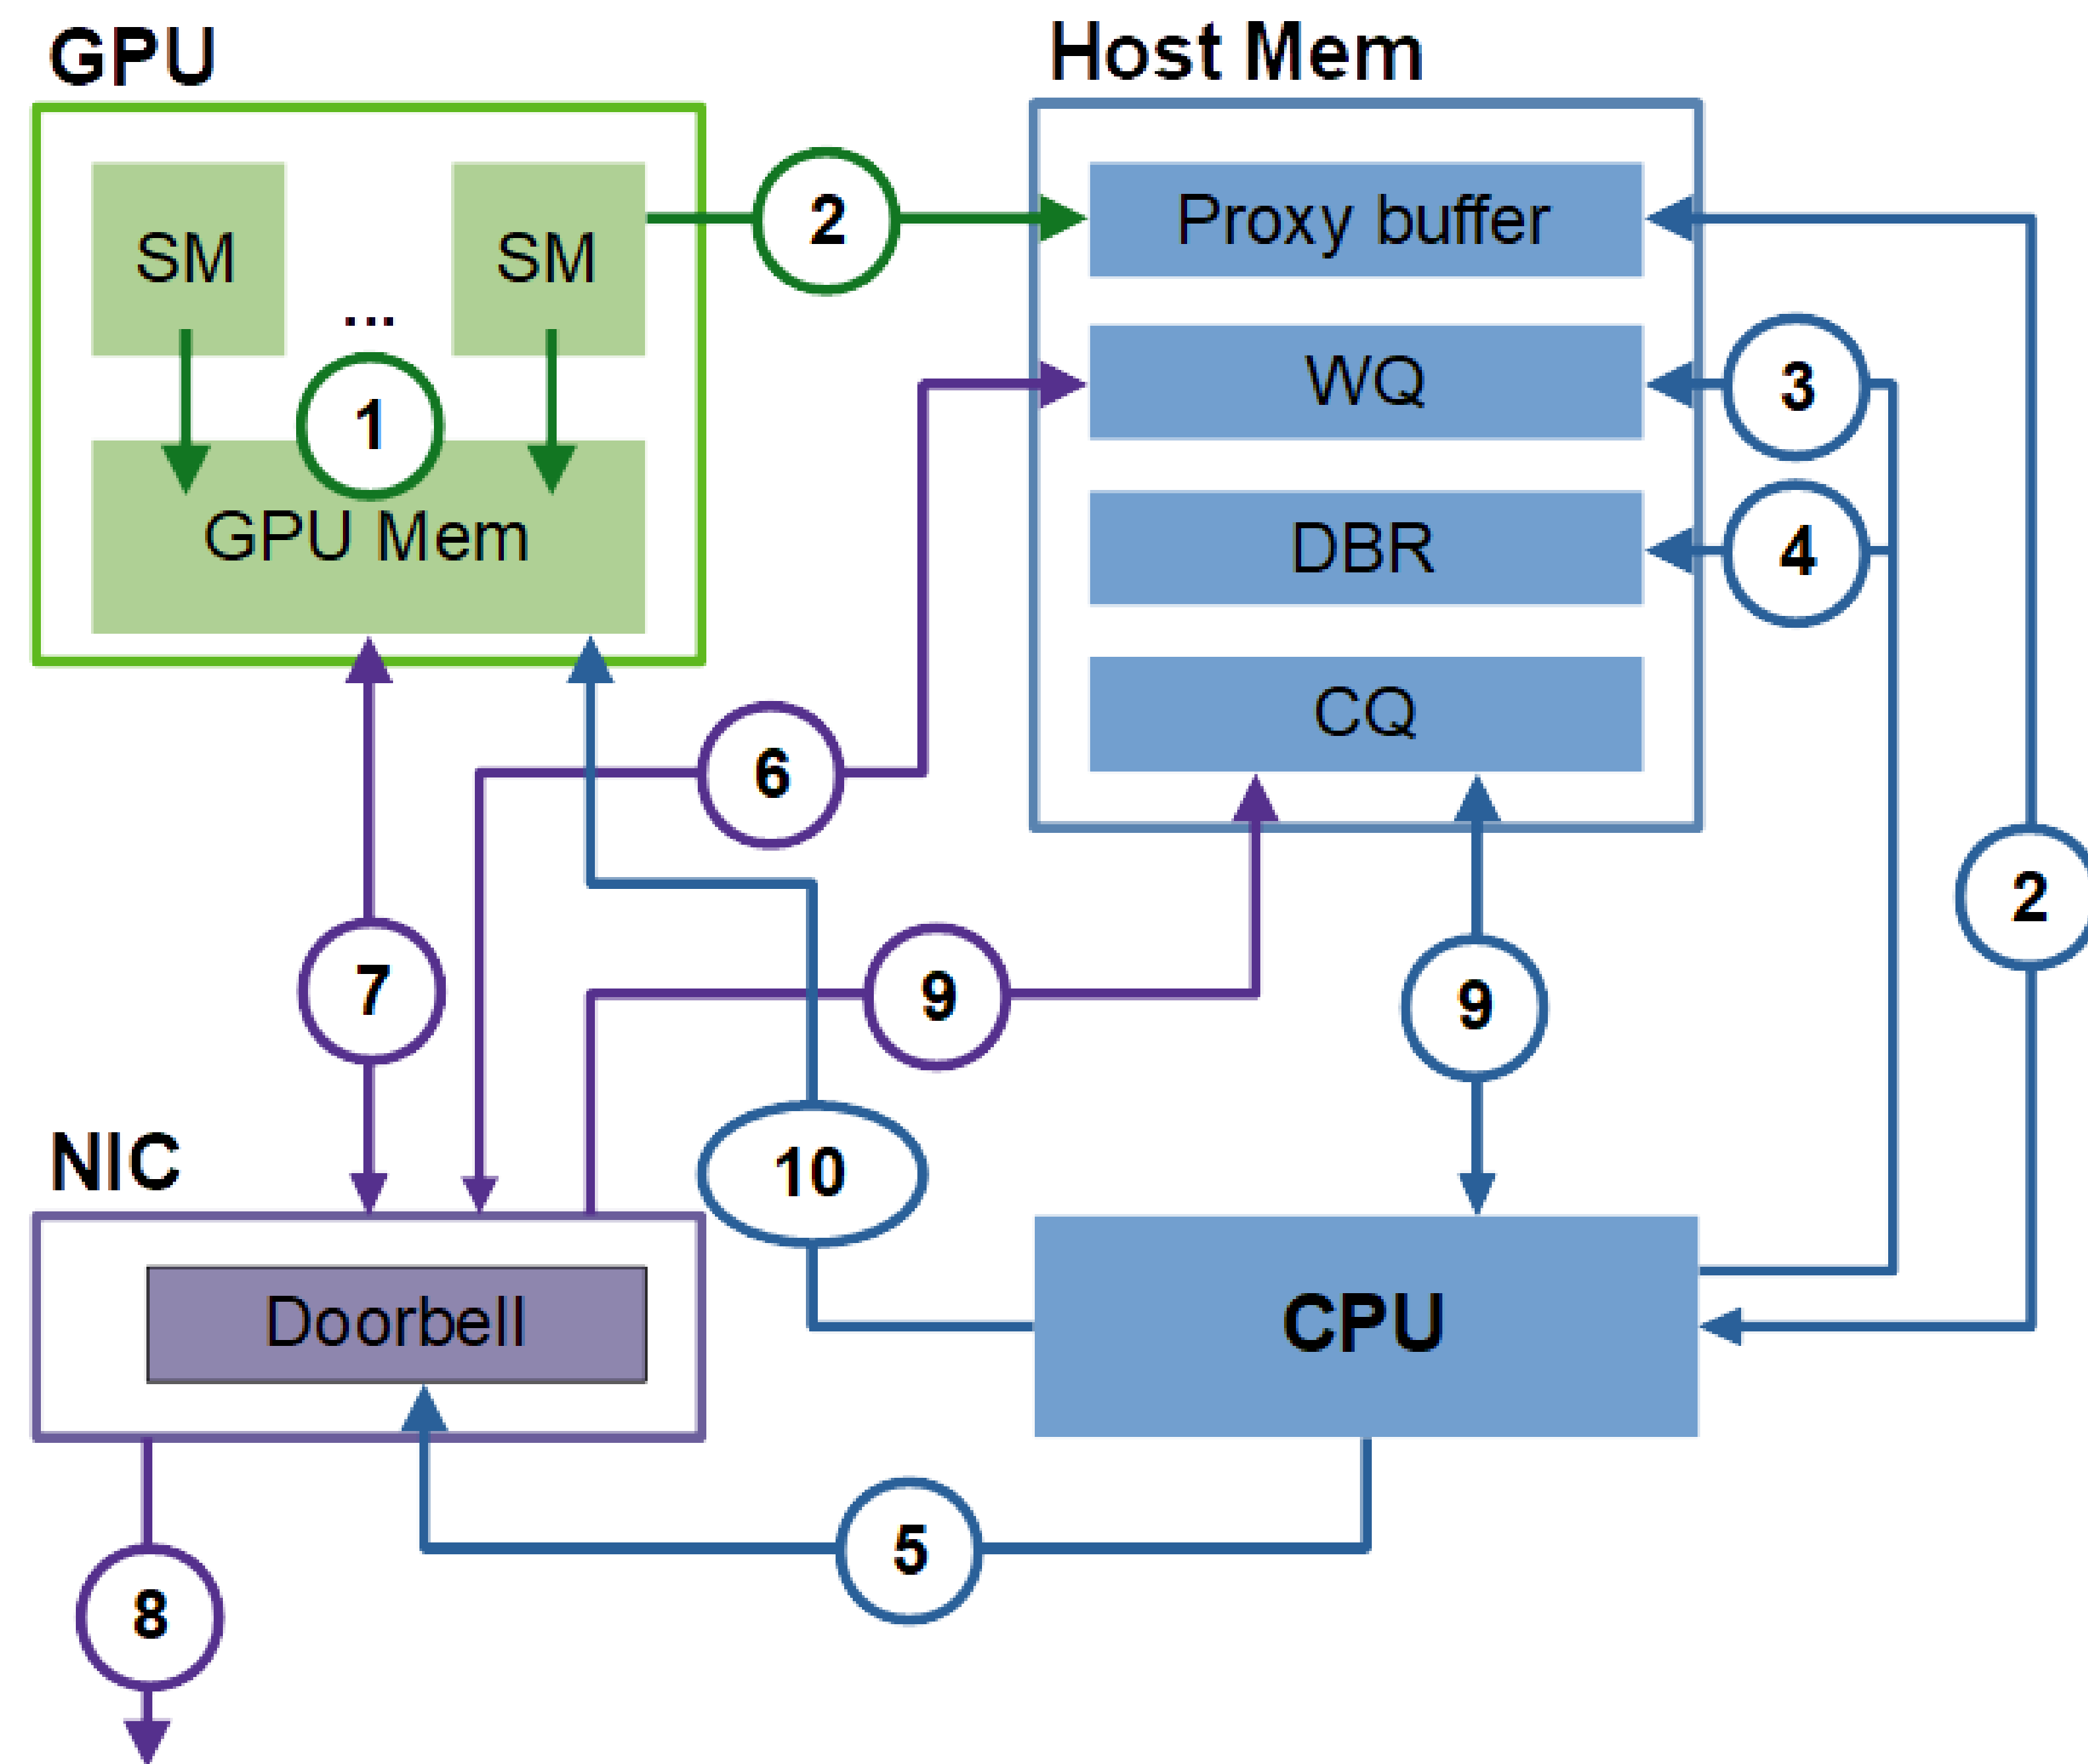 GPU
Host Mem
SM
SM
...
1
GPU Mem
2
Proxy buffer
WQ
3
DBR
4
CQ
6
2
7
9
9
10
NIC
Doorbell
CPU
5
8